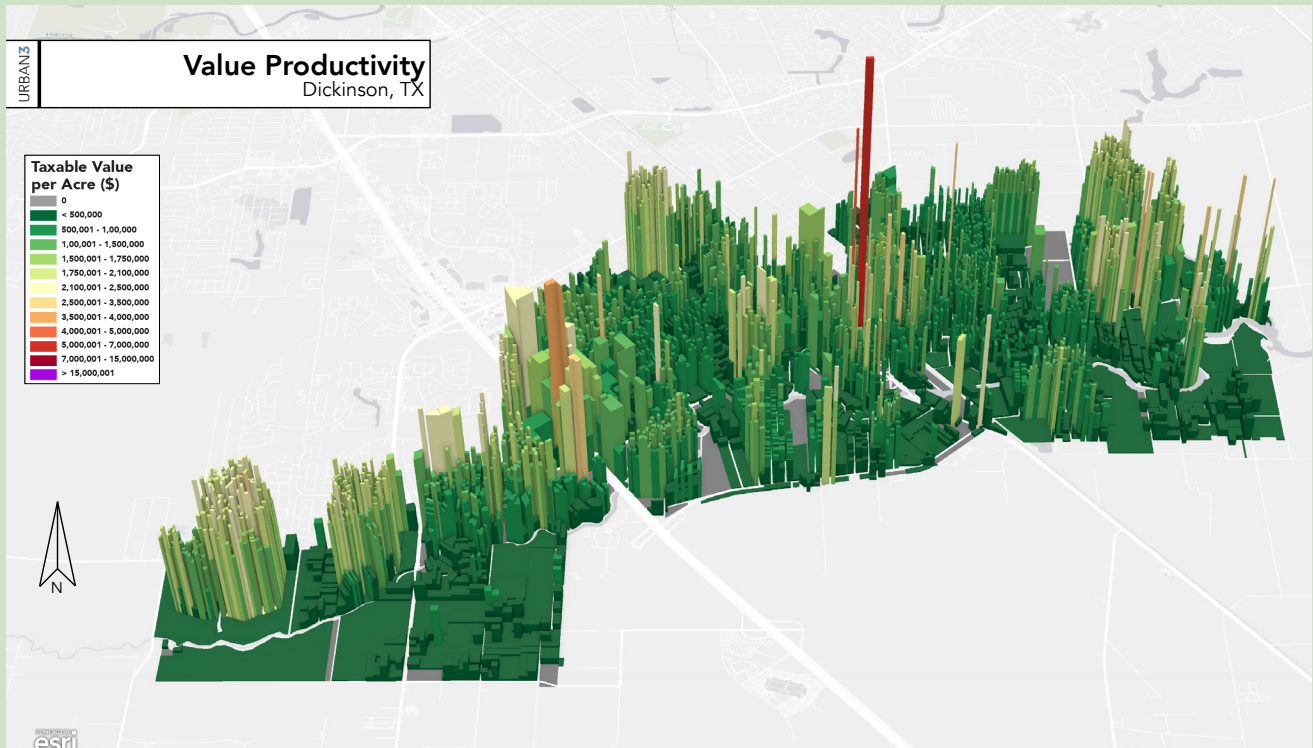 URBAN3
Value Productivity
Dickinson, TX
Taxable Value
per Acre ($)
0
< 500,000
500,001 - 1,00,000
1,00,001 - 1,500,000
1,500,001 - 1,750,000
1,750,001 - 2,100,000
2,100,001 - 2,500,000
2,500,001 - 3,500,000
3,500,001 - 4,000,000
4,000,001 - 5,000,000
5,000,001 - 7,000,000
7,000,001 - 15,000,000
> 15,000,001
N
esri